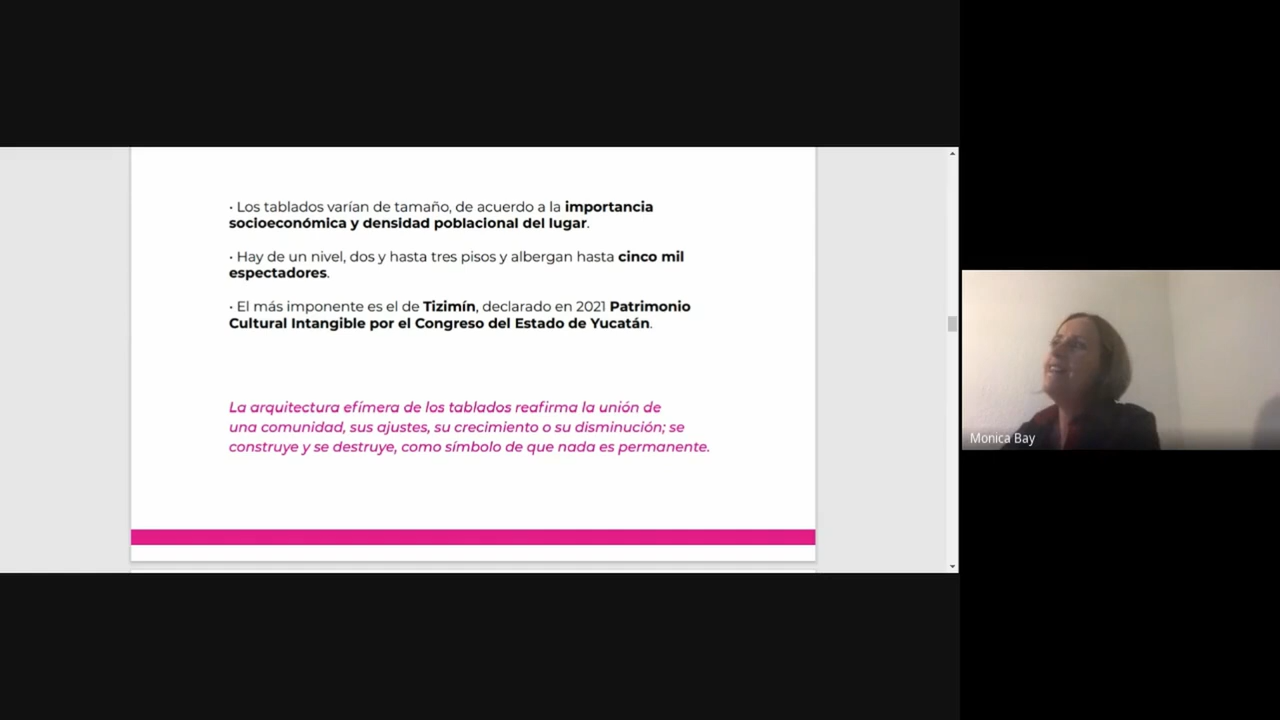 · Los tablados varían de tamaño, de acuerdo a la importancia
socioeconómica y densidad poblacional del lugar.
· Hay de un nivel, dos y hasta tres pisos y albergan hasta cinco mil
espectadores.
· El más imponente es el de Tizimín, declarado en 2021 Patrimonio
Cultural Intangible por el Congreso del Estado de Yucatán.
La arquitectura efímera de los tablados reafirma la unión de
una comunidad, sus ajustes, su crecimiento o su disminución; se
construye y se destruye, como símbolo de que nada es permanente.
Monica Bay